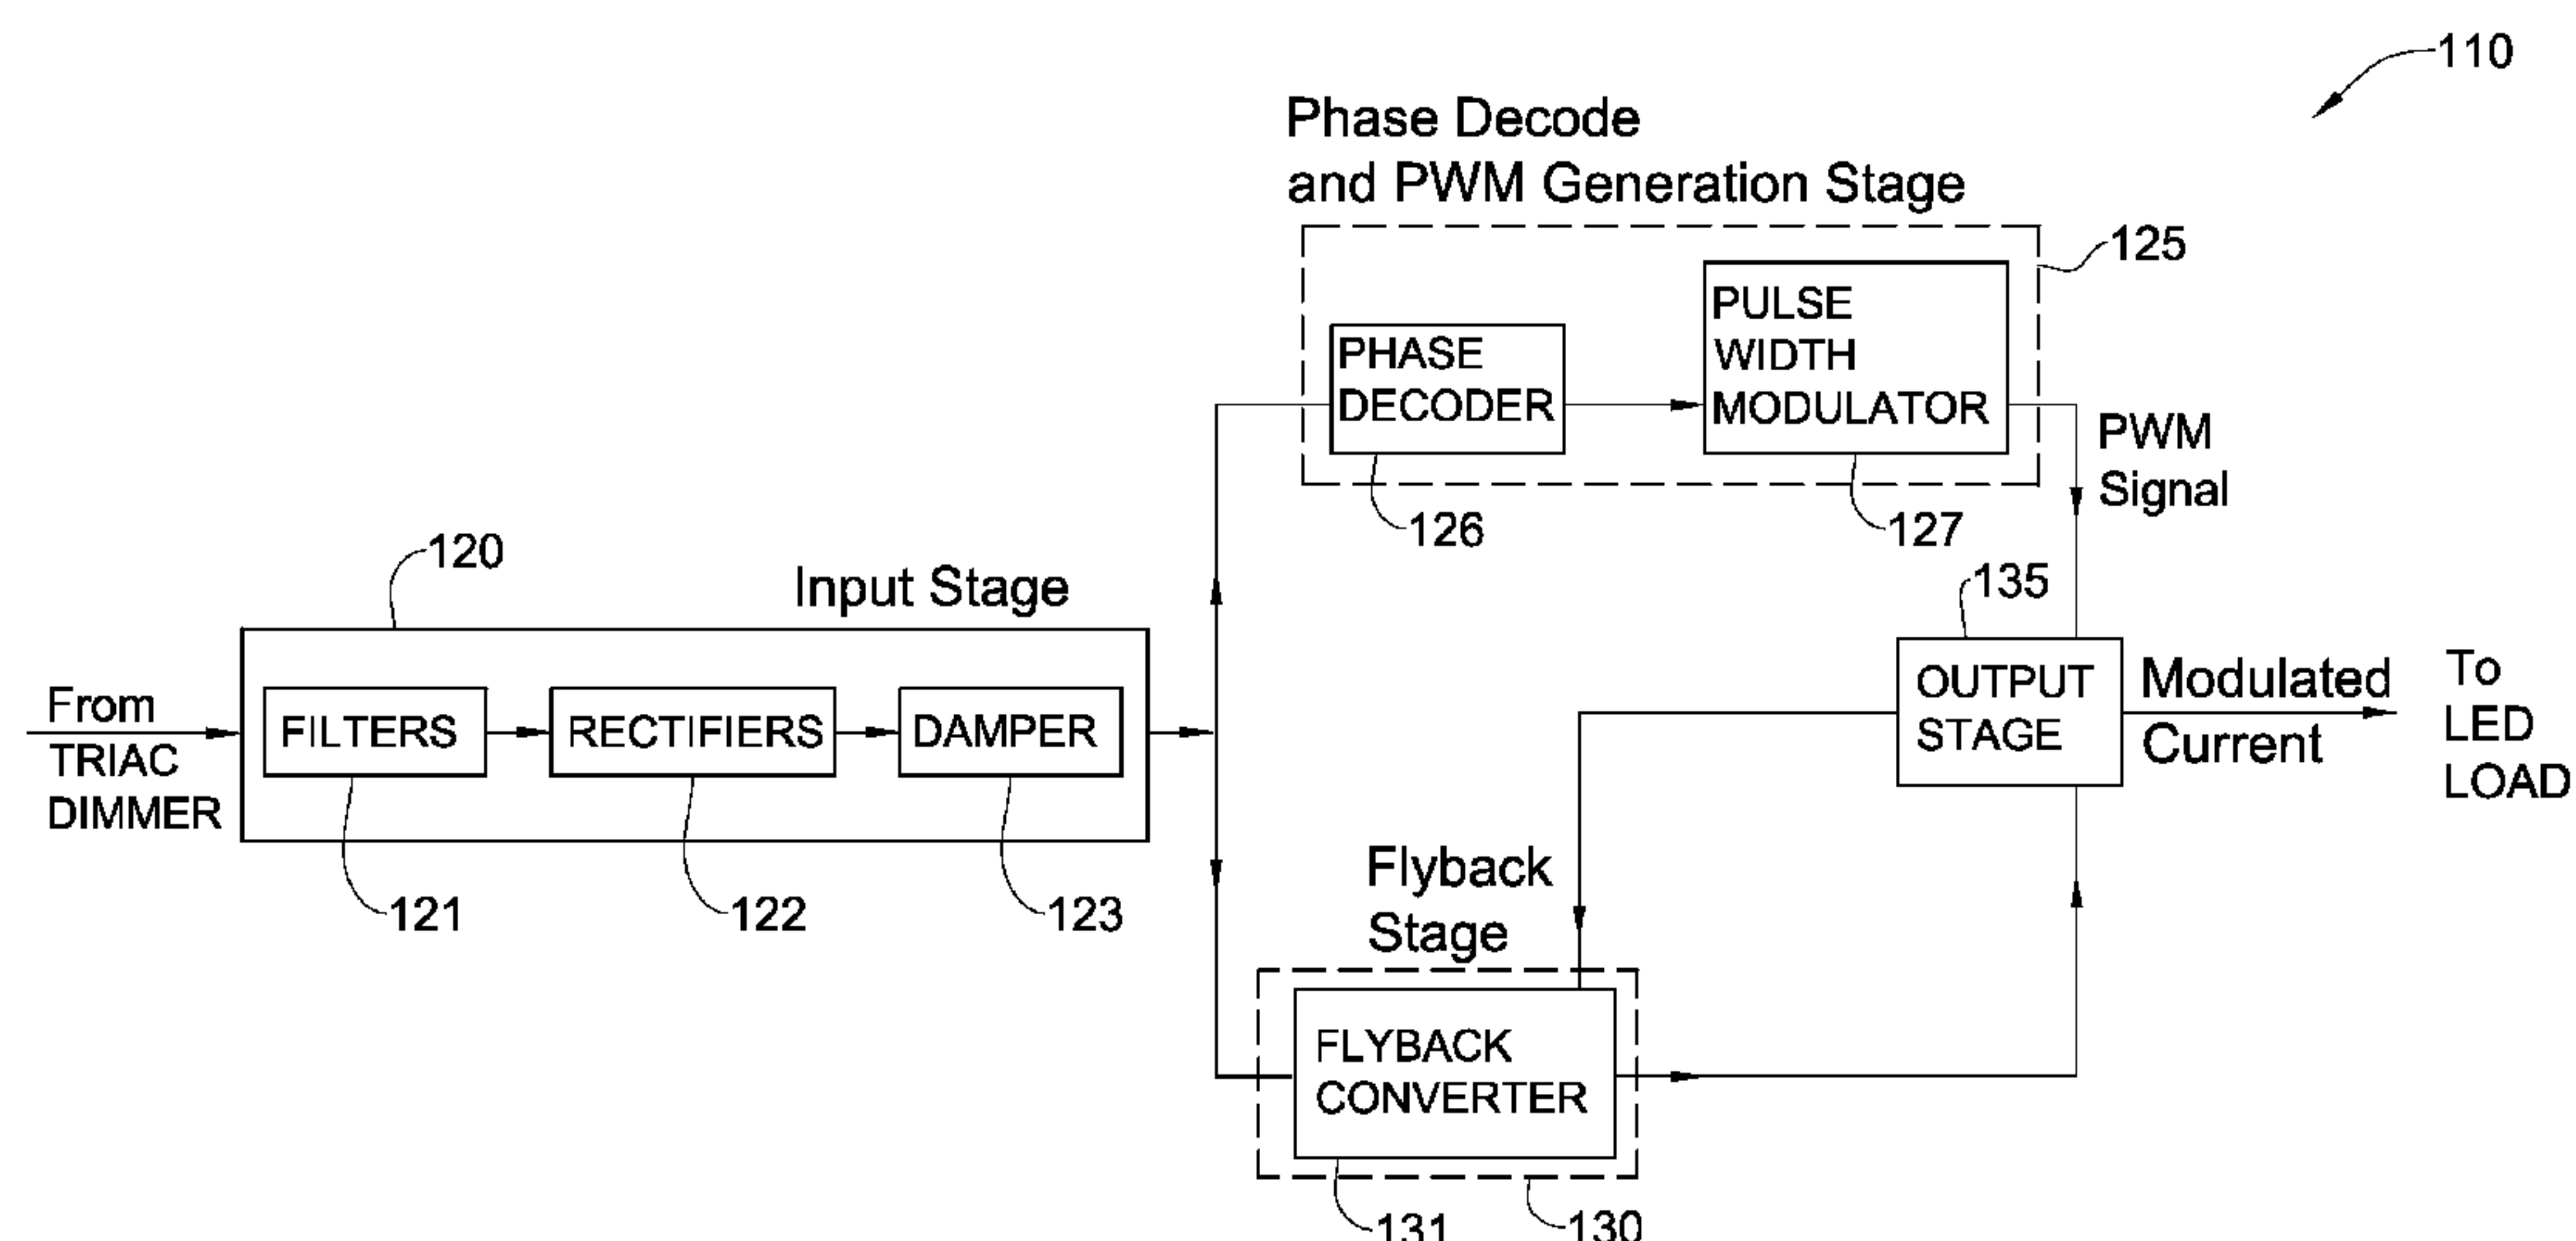 110
Phase Decode
and PWM Generation Stage
125
PULSE
WIDTH
MODULATOR
PHASE
DECODER
PWM
Signal
126
127
120
Input Stage
135
From
TRIAC
DIMMER
FILTERS
RECTIFIERS
DAMPER
OUTPUT
STAGE
Modulated
Current
To
LED
LOAD
121
122
123
Flyback
Stage
FLYBACK
CONVERTER
131
130